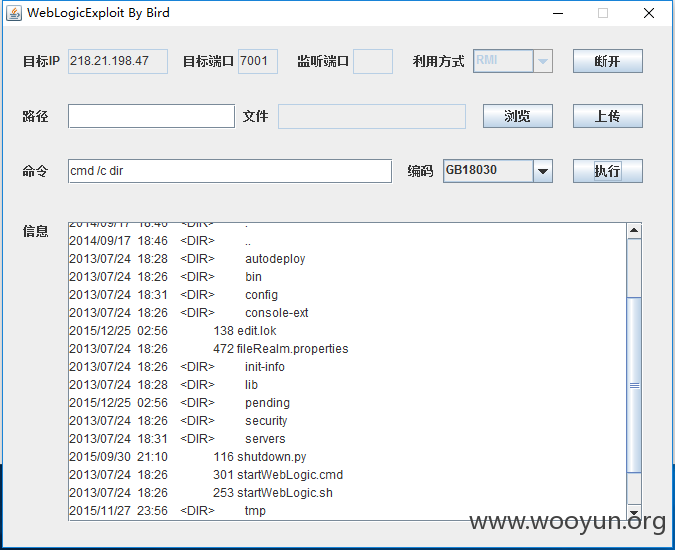 WebLogicExploit By Bird
目标IP 218.21.198.47 目标端口 7001 监听端口 利用方式 RMI 断开
路径 文件 浏览 上传
命令 cmd /c dir 编码 GB18030 执行
信息
2014/09/17 18:46 <DIR> .
2014/09/17 18:46 <DIR> ..
2013/07/24 18:28 <DIR> autodeploy
2013/07/24 18:26 <DIR> bin
2013/07/24 18:31 <DIR> config
2013/07/24 18:26 <DIR> console-ext
2015/12/25 02:56 138 edit.lok
2013/07/24 18:26 472 fileRealm.properties
2013/07/24 18:26 <DIR> init-info
2013/07/24 18:28 <DIR> lib
2015/12/25 02:56 <DIR> pending
2013/07/24 18:26 <DIR> security
2013/07/24 18:31 <DIR> servers
2015/09/30 21:10 116 shutdown.py
2013/07/24 18:26 301 startWebLogic.cmd
2013/07/24 18:26 253 startWebLogic.sh
2015/11/27 23:56 <DIR> tmp
www.wooyun.org